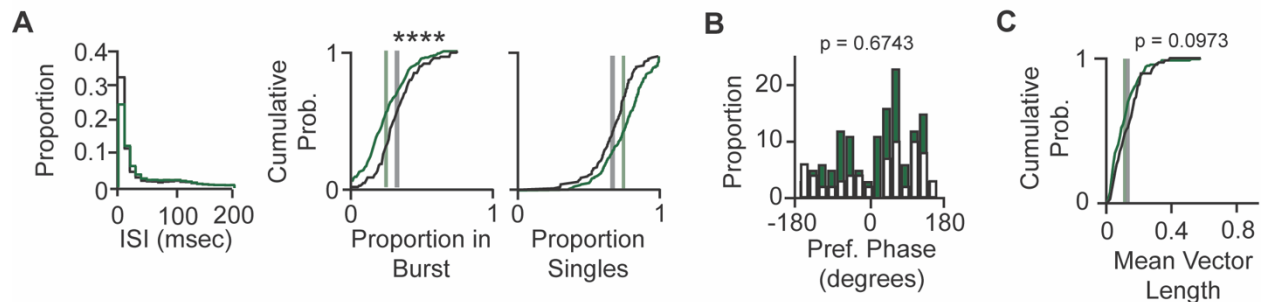 A
Proportion
0.4
0.3
0.2
0.1
0
0
100
200
ISI (msec)
Cumulative
Prob.
****
1
0
0
1
Proportion in
Burst
1
0
0
1
Proportion
Singles
B
p = 0.6743
Proportion
20
10
0
-180
0
180
Pref. Phase
(degrees)
C
p = 0.0973
Cumulative
Prob.
1
0
0
0.4
0.8
Mean Vector
Length